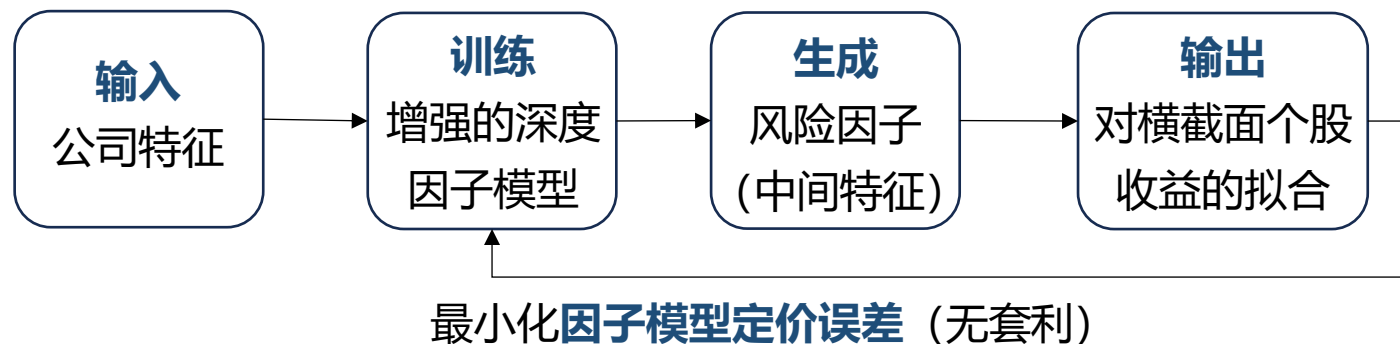 输入
公司特征
训练
增强的深度
因子模型
生成
风险因子
（中间特征）
输出
对横截面个股
收益的拟合
最小化因子模型定价误差（无套利）